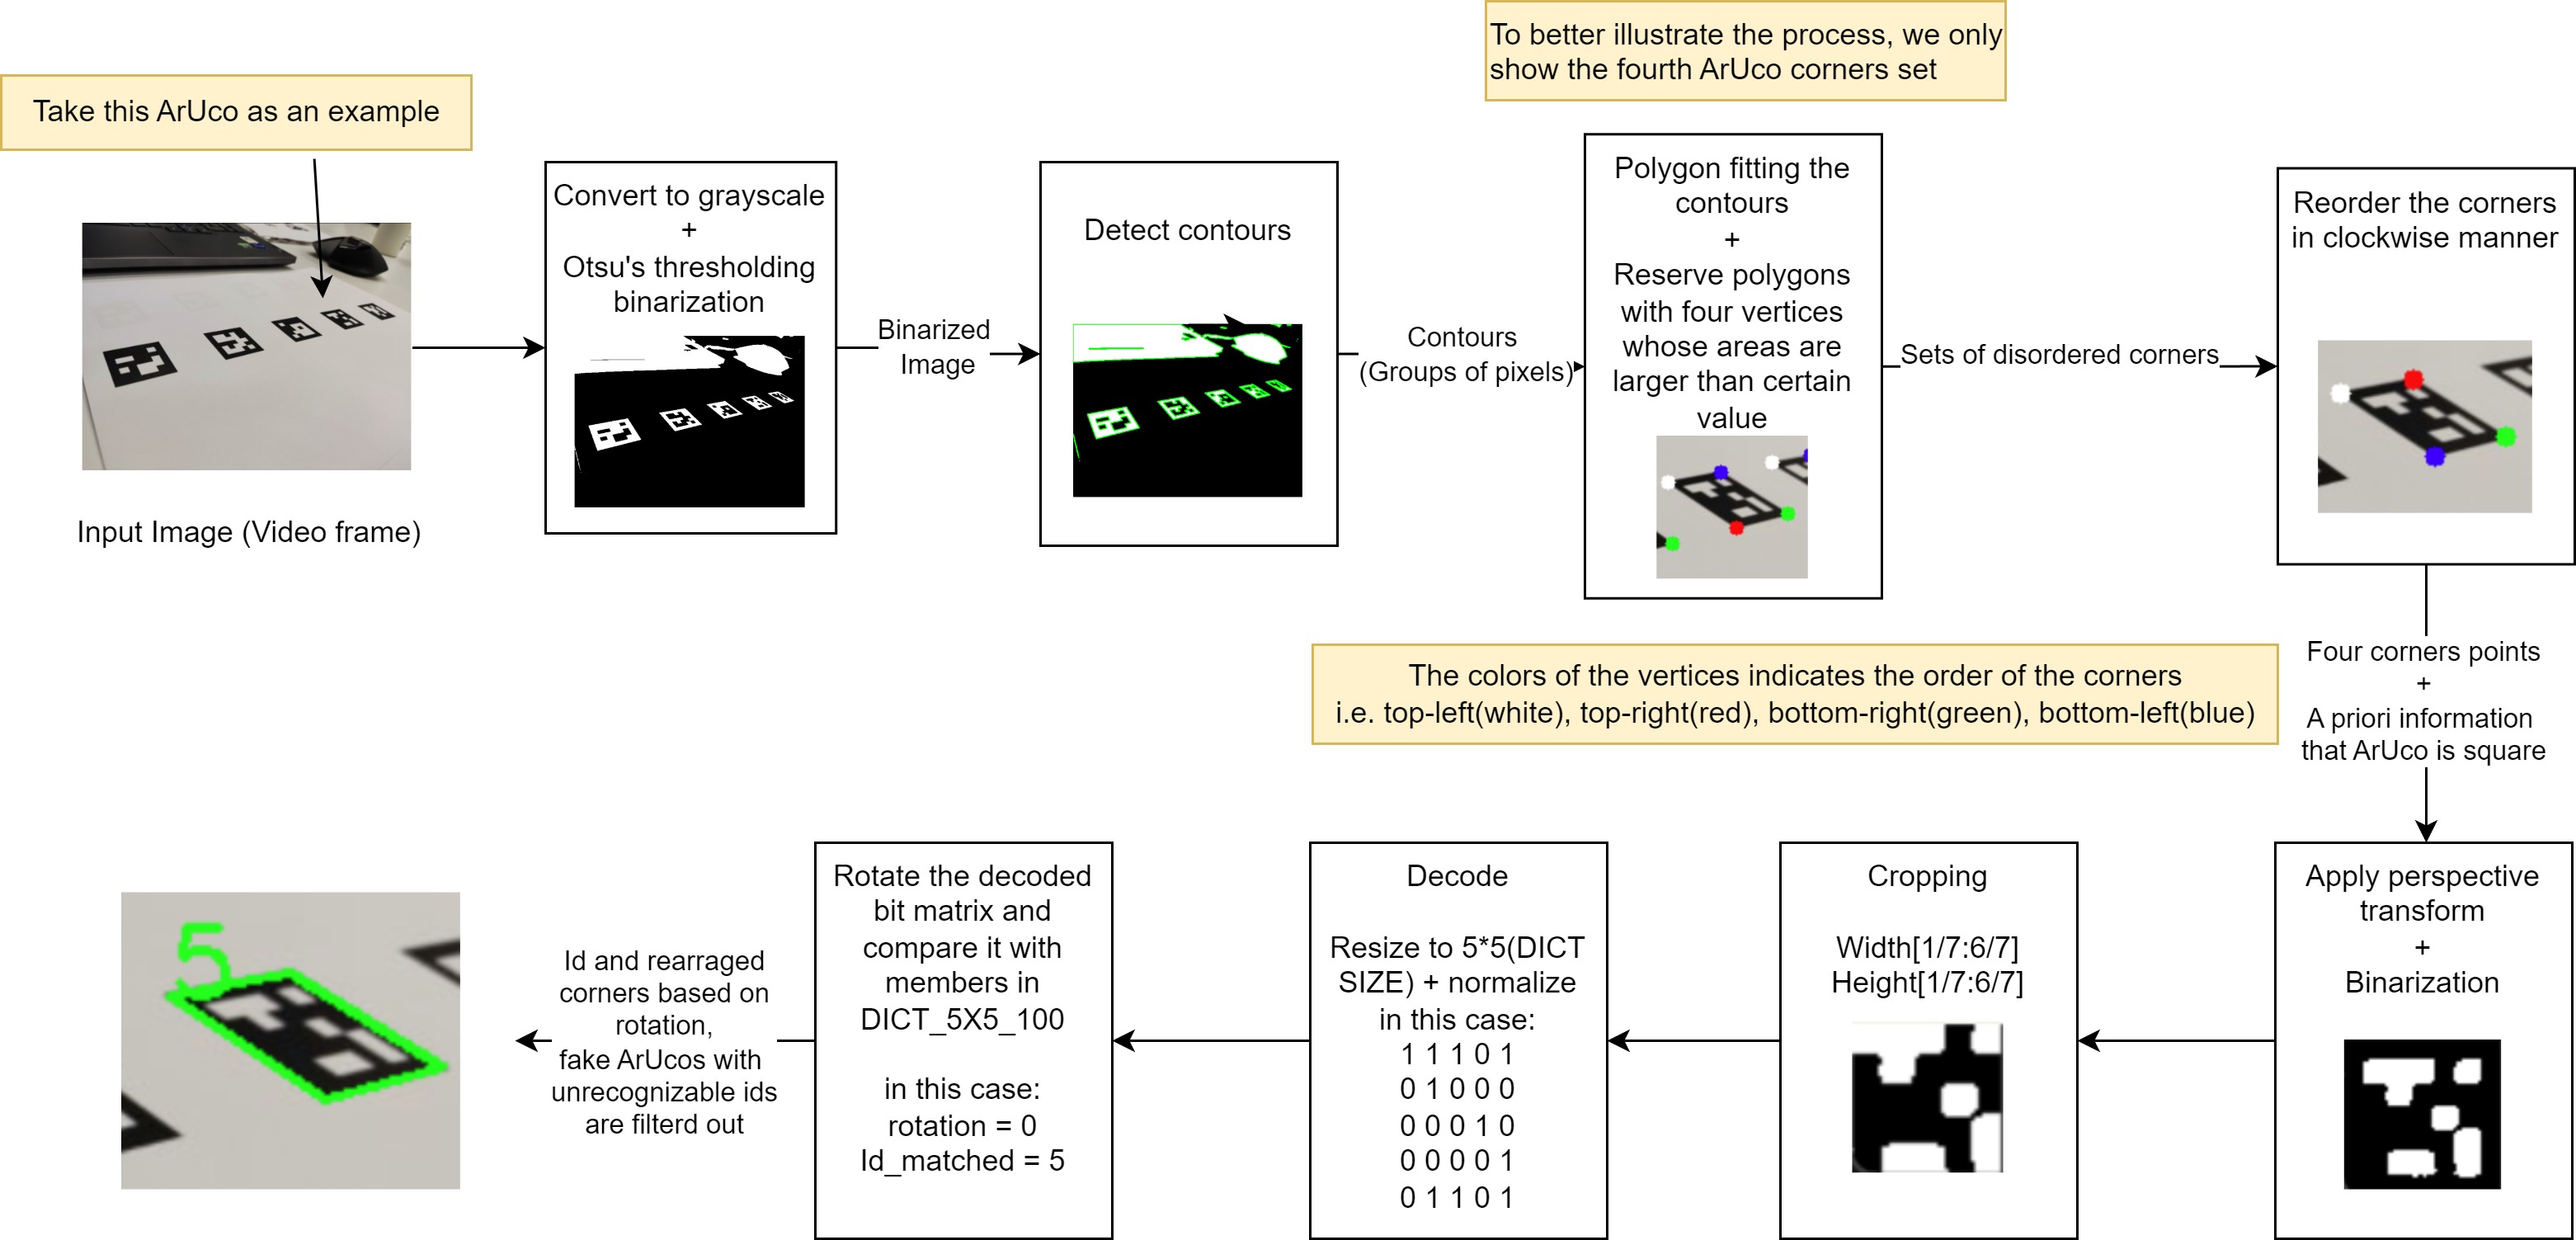 To better illustrate the process, we only
show the fourth ArUco corners set
Take this ArUco as an example
Input Image (Video frame)
Convert to grayscale
+
Otsu's thresholding
binarization
Binarized
Image
Detect contours
Contours
(Groups of pixels)
Polygon fitting the
contours
+
Reserve polygons
with four vertices
whose areas are
larger than certain
value
Sets of disordered corners
Reorder the corners
in clockwise manner
Four corners points
+
A priori information
that ArUco is square
The colors of the vertices indicates the order of the corners
i.e. top-left(white), top-right(red), bottom-right(green), bottom-left(blue)
Apply perspective
transform
+
Binarization
Cropping
Width[1/7:6/7]
Height[1/7:6/7]
Decode
Resize to 5*5(DICT
SIZE) + normalize
in this case:
1 1 1 0 1
0 1 0 0 0
0 0 0 1 0
0 0 0 0 1
0 1 1 0 1
Rotate the decoded
bit matrix and
compare it with
members in
DICT_5X5_100
in this case:
rotation = 0
Id_matched = 5
Id and rearraged
corners based on
rotation,
fake ArUcos with
unrecognizable ids
are filterd out
5